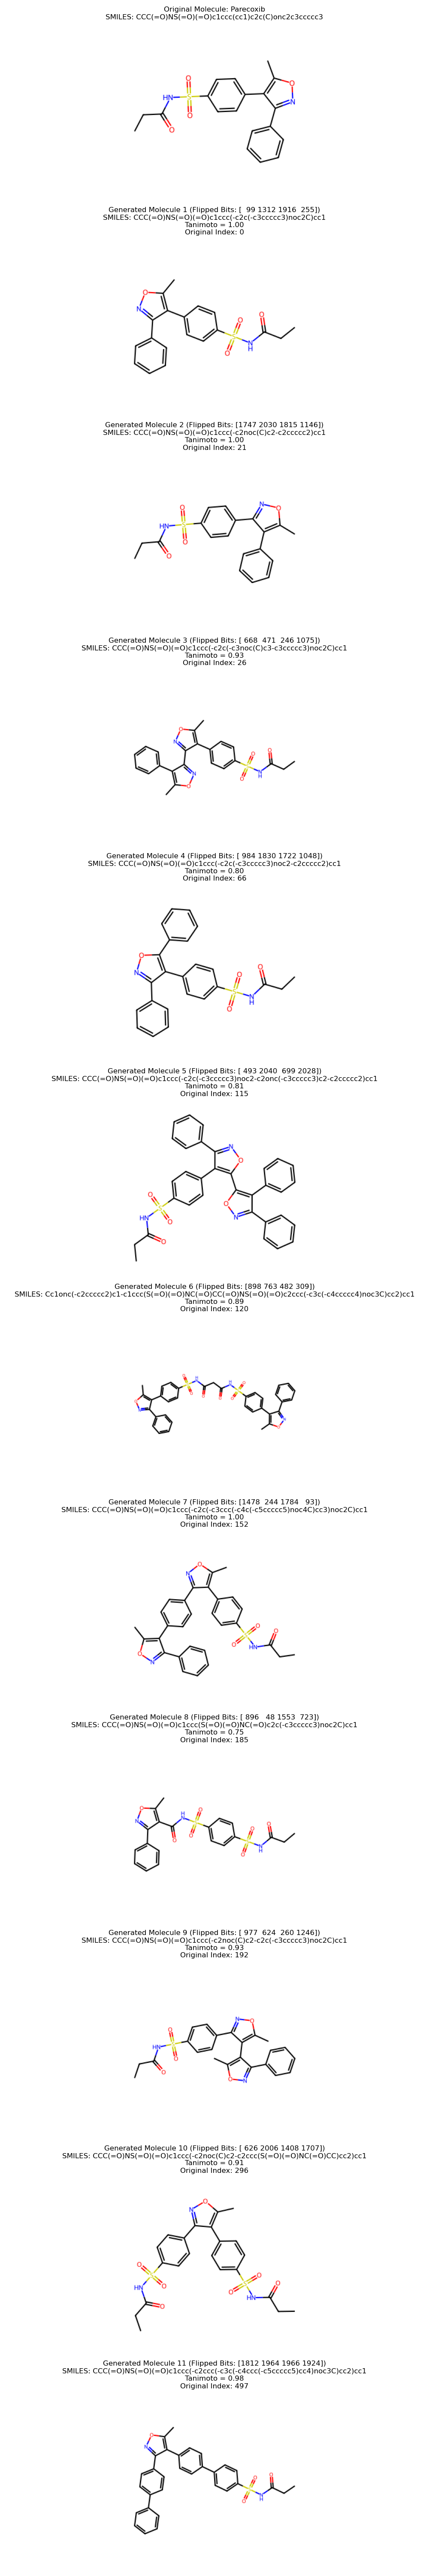 Original Molecule: Parecoxib
SMILES: CCC(=O)NS(=O)(=O)c1ccc(cc1)c2c(C)onc2c3ccccc3
Generated Molecule 1 (Flipped Bits: [ 99 1312 1916 255])
SMILES: CCC(=O)NS(=O)(=O)c1ccc(-c2c(-c3ccccc3)noc2C)cc1
Tanimoto = 1.00
Original Index: 0
Generated Molecule 2 (Flipped Bits: [1747 2030 1815 1146])
SMILES: CCC(=O)NS(=O)(=O)c1ccc(-c2noc(C)c2-c2ccccc2)cc1
Tanimoto = 1.00
Original Index: 21
Generated Molecule 3 (Flipped Bits: [ 668 471 246 1075])
SMILES: CCC(=O)NS(=O)(=O)c1ccc(-c2c(-c3noc(C)c3-c3ccccc3)noc2C)cc1
Tanimoto = 0.93
Original Index: 26
Generated Molecule 4 (Flipped Bits: [ 984 1830 1722 1048])
SMILES: CCC(=O)NS(=O)(=O)c1ccc(-c2c(-c3ccccc3)noc2-c2ccccc2)cc1
Tanimoto = 0.80
Original Index: 66
Generated Molecule 5 (Flipped Bits: [ 493 2040 699 2028])
SMILES: CCC(=O)NS(=O)(=O)c1ccc(-c2c(-c3ccccc3)noc2-c2onc(-c3ccccc3)c2-c2ccccc2)cc1
Tanimoto = 0.81
Original Index: 115
Generated Molecule 6 (Flipped Bits: [898 763 482 309])
SMILES: Cc1onc(-c2ccccc2)c1-c1ccc(S(=O)(=O)NC(=O)CC(=O)NS(=O)(=O)c2ccc(-c3c(-c4ccccc4)noc3C)cc2)cc1
Tanimoto = 0.89
Original Index: 120
Generated Molecule 7 (Flipped Bits: [1478 244 1784 93])
SMILES: CCC(=O)NS(=O)(=O)c1ccc(-c2c(-c3ccc(-c4c(-c5ccccc5)noc4C)cc3)noc2C)cc1
Tanimoto = 1.00
Original Index: 152
Generated Molecule 8 (Flipped Bits: [ 896 48 1553 723])
SMILES: CCC(=O)NS(=O)(=O)c1ccc(S(=O)(=O)NC(=O)c2c(-c3ccccc3)noc2C)cc1
Tanimoto = 0.75
Original Index: 185
Generated Molecule 9 (Flipped Bits: [ 977 624 260 1246])
SMILES: CCC(=O)NS(=O)(=O)c1ccc(-c2noc(C)c2-c2c(-c3ccccc3)noc2C)cc1
Tanimoto = 0.93
Original Index: 192
Generated Molecule 10 (Flipped Bits: [ 626 2006 1408 1707])
SMILES: CCC(=O)NS(=O)(=O)c1ccc(-c2noc(C)c2-c2ccc(S(=O)(=O)NC(=O)CC)cc2)cc1
Tanimoto = 0.91
Original Index: 296
Generated Molecule 11 (Flipped Bits: [1812 1964 1966 1924])
SMILES: CCC(=O)NS(=O)(=O)c1ccc(-c2ccc(-c3c(-c4ccc(-c5ccccc5)cc4)noc3C)cc2)cc1
Tanimoto = 0.98
Original Index: 497